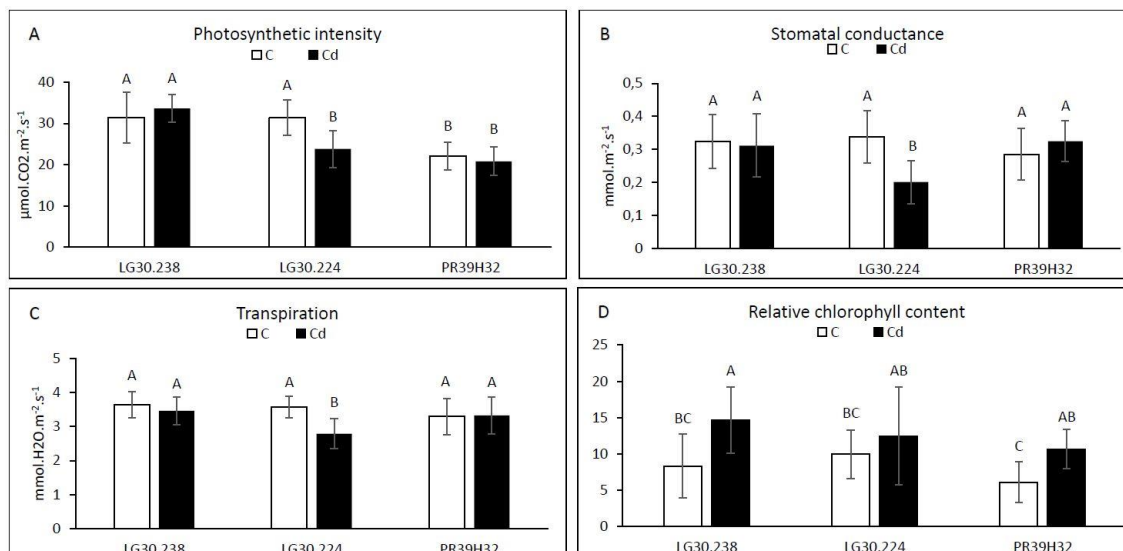 A
Photosynthetic intensity
C Cd
µmol.CO2.m-2.s-1
40
30
20
10
0
A A A B B B
LG30.238 LG30.224 PR39H32
B
Stomatal conductance
C Cd
mmol.m-2.s-1
0,5
0,4
0,3
0,2
0,1
0
A A A B A A
LG30.238 LG30.224 PR39H32
C
Transpiration
C Cd
mmol.H2O.m-2.s-1
5
4
3
2
1
0
A A A B A A
LG30.238 LG30.224 PR39H32
D
Relative chlorophyll content
C Cd
25
20
15
10
5
0
BC A BC AB C AB
LG30.238 LG30.224 PR39H32